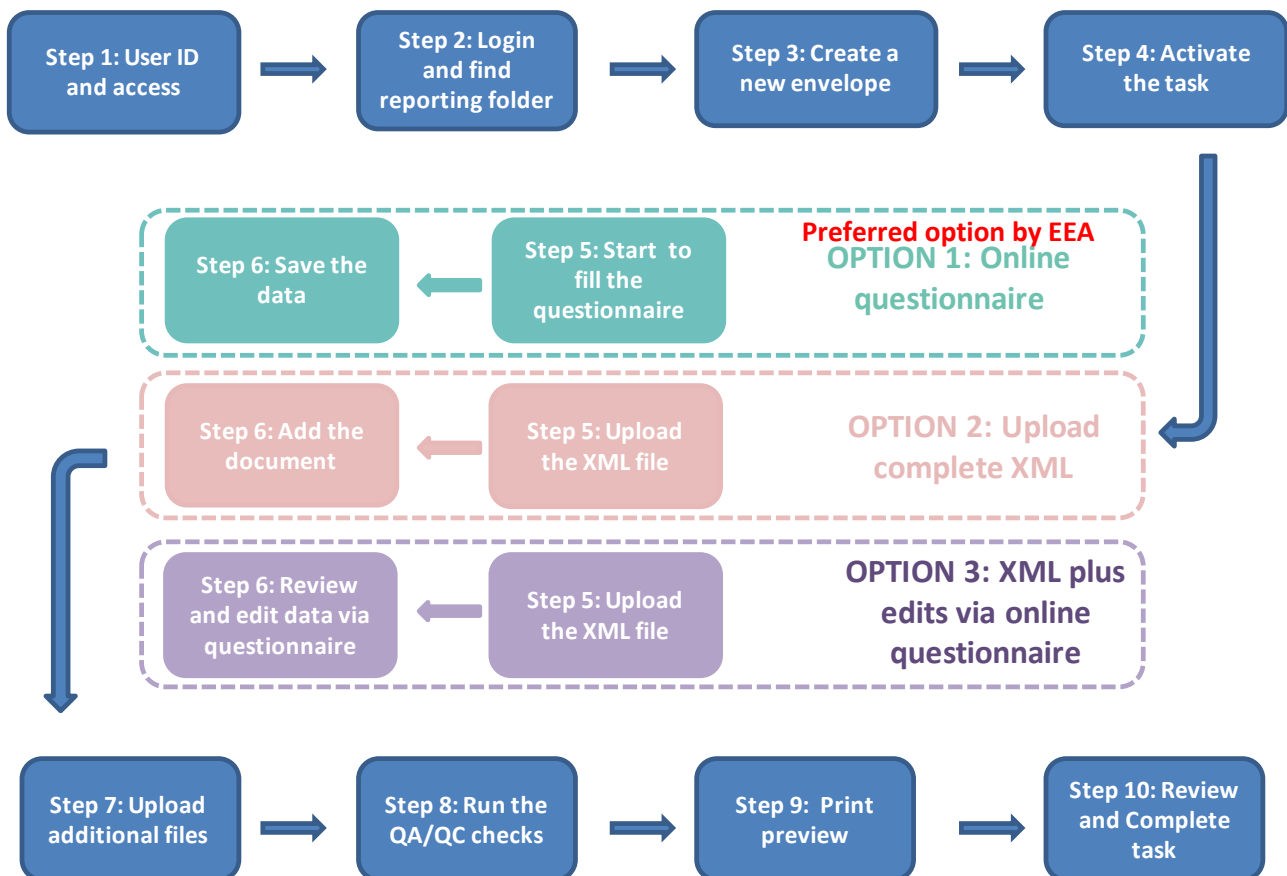 Step 1: User ID
and access
Step 2: Login
and find
reporting folder
Step 3: Create a
new envelope
Step 4: Activate
the task
Preferred option by EEA
OPTION 1: Online
questionnaire
Step 5: Start  to
fill the
questionnaire
Step 6: Save the
data
OPTION 2: Upload
complete XML
Step 5: Upload
the XML file
Step 6: Add the
document
OPTION 3: XML plus
edits via online
questionnaire
Step 5: Upload
the XML file
Step 6: Review
and edit data via
questionnaire
Step 7: Upload
additional files
Step 8: Run the
QA/QC checks
Step 9:  Print
preview
Step 10: Review
and Complete
task